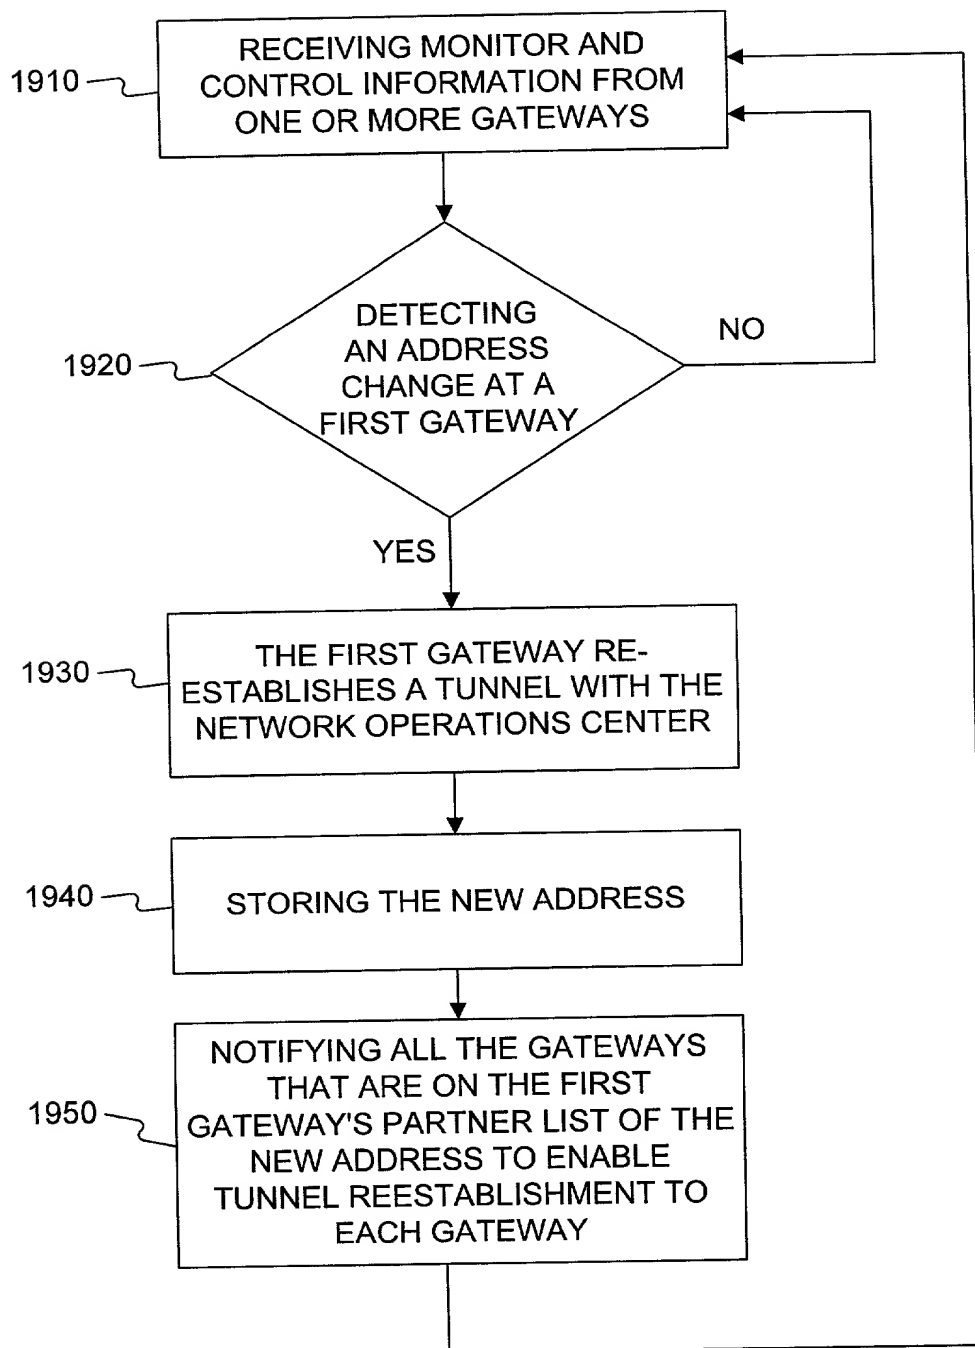 RECEIVING MONITOR AND
1910
CONTROL INFORMATION FROM
ONE OR MORE GATEWAYS
DETECTING
AN ADDRESS
1920
CHANGE AT A
FIRST GATEWAY
NO
YES
THE FIRST GATEWAY RE-
1930
ESTABLISHES A TUNNEL WITH THE
NETWORK OPERATIONS CENTER
1940
STORING THE NEW ADDRESS
NOTIFYING ALL THE GATEWAYS
THAT ARE ON THE FIRST
1950
GATEWAY'S PARTNER LIST OF THE
NEW ADDRESS TO ENABLE
TUNNEL REESTABLISHMENT TO
EACH GATEWAY